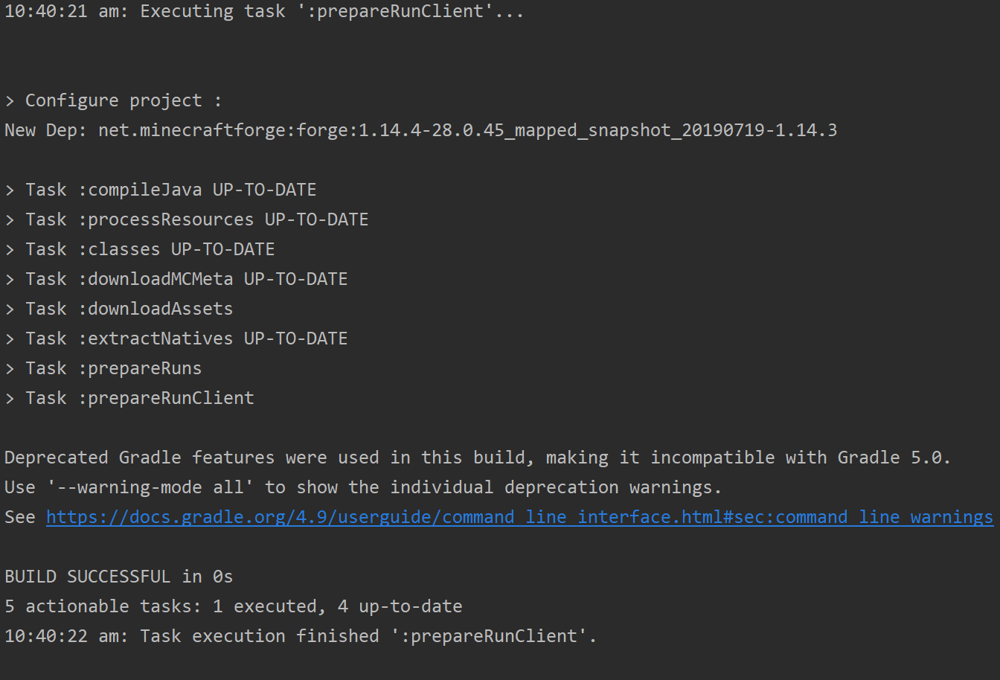 10:40:21 am: Executing task ':prepareRunClient'...
> Configure project :
New Dep: net.minecraftforge:forge:1.14.4-28.0.45_mapped_snapshot_20190719-1.14.3
> Task :compileJava UP-TO-DATE
> Task :processResources UP-TO-DATE
> Task :classes UP-TO-DATE
> Task :downloadMCMeta UP-TO-DATE
> Task :downloadAssets
> Task :extractNatives UP-TO-DATE
> Task :prepareRuns
> Task :prepareRunClient
Deprecated Gradle features were used in this build, making it incompatible with Gradle 5.0.
Use '--warning-mode all' to show the individual deprecation warnings.
See https://docs.gradle.org/4.9/userguide/command_line_interface.html#sec:command_line_warnings
BUILD SUCCESSFUL in 0s
5 actionable tasks: 1 executed, 4 up-to-date
10:40:22 am: Task execution finished ':prepareRunClient'.